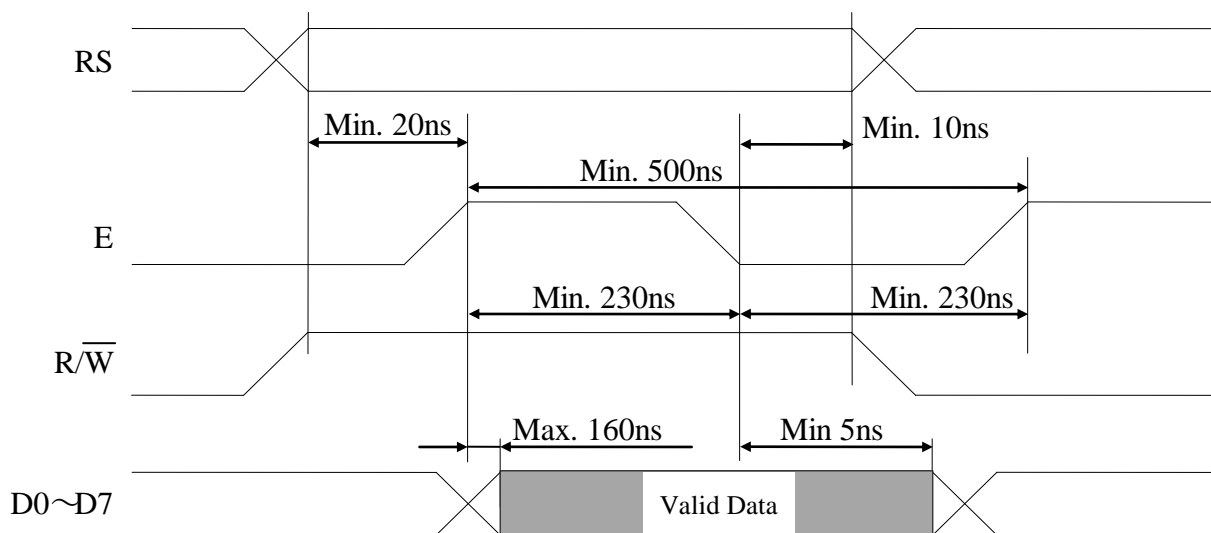 RS
Min. 20ns
Min. 10ns
Min. 500ns
E
Min. 230ns
Min. 230ns
R/W̅
Max. 160ns
Min 5ns
D0～D7
Valid Data